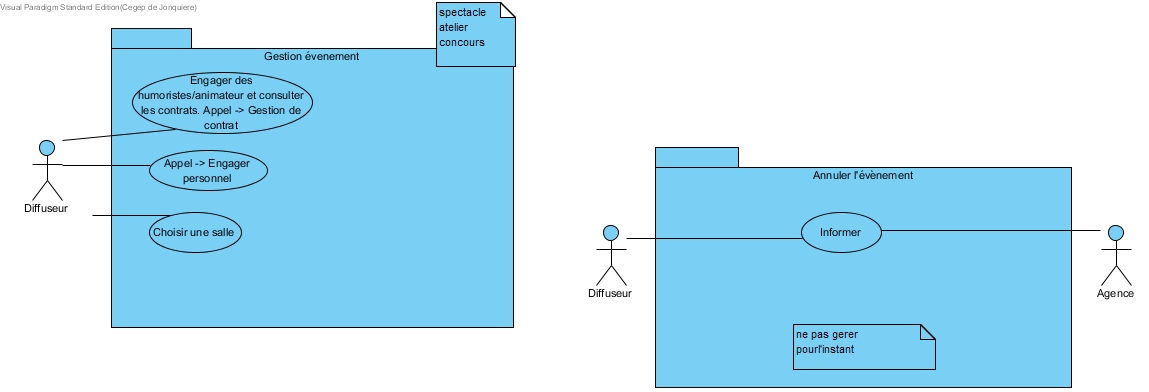 Visual Paradigm Standard Edition(Cegep de Jonquiere)
spectacle
atelier
concours
Gestion évenement
Engager des
humoristes/animateur et consulter
les contrats. Appel -> Gestion de
contrat
Appel -> Engager
personnel
Diffuseur
Choisir une salle
Annuler l'évènement
Informer
Diffuseur
Agence
ne pas gerer
pourl'instant